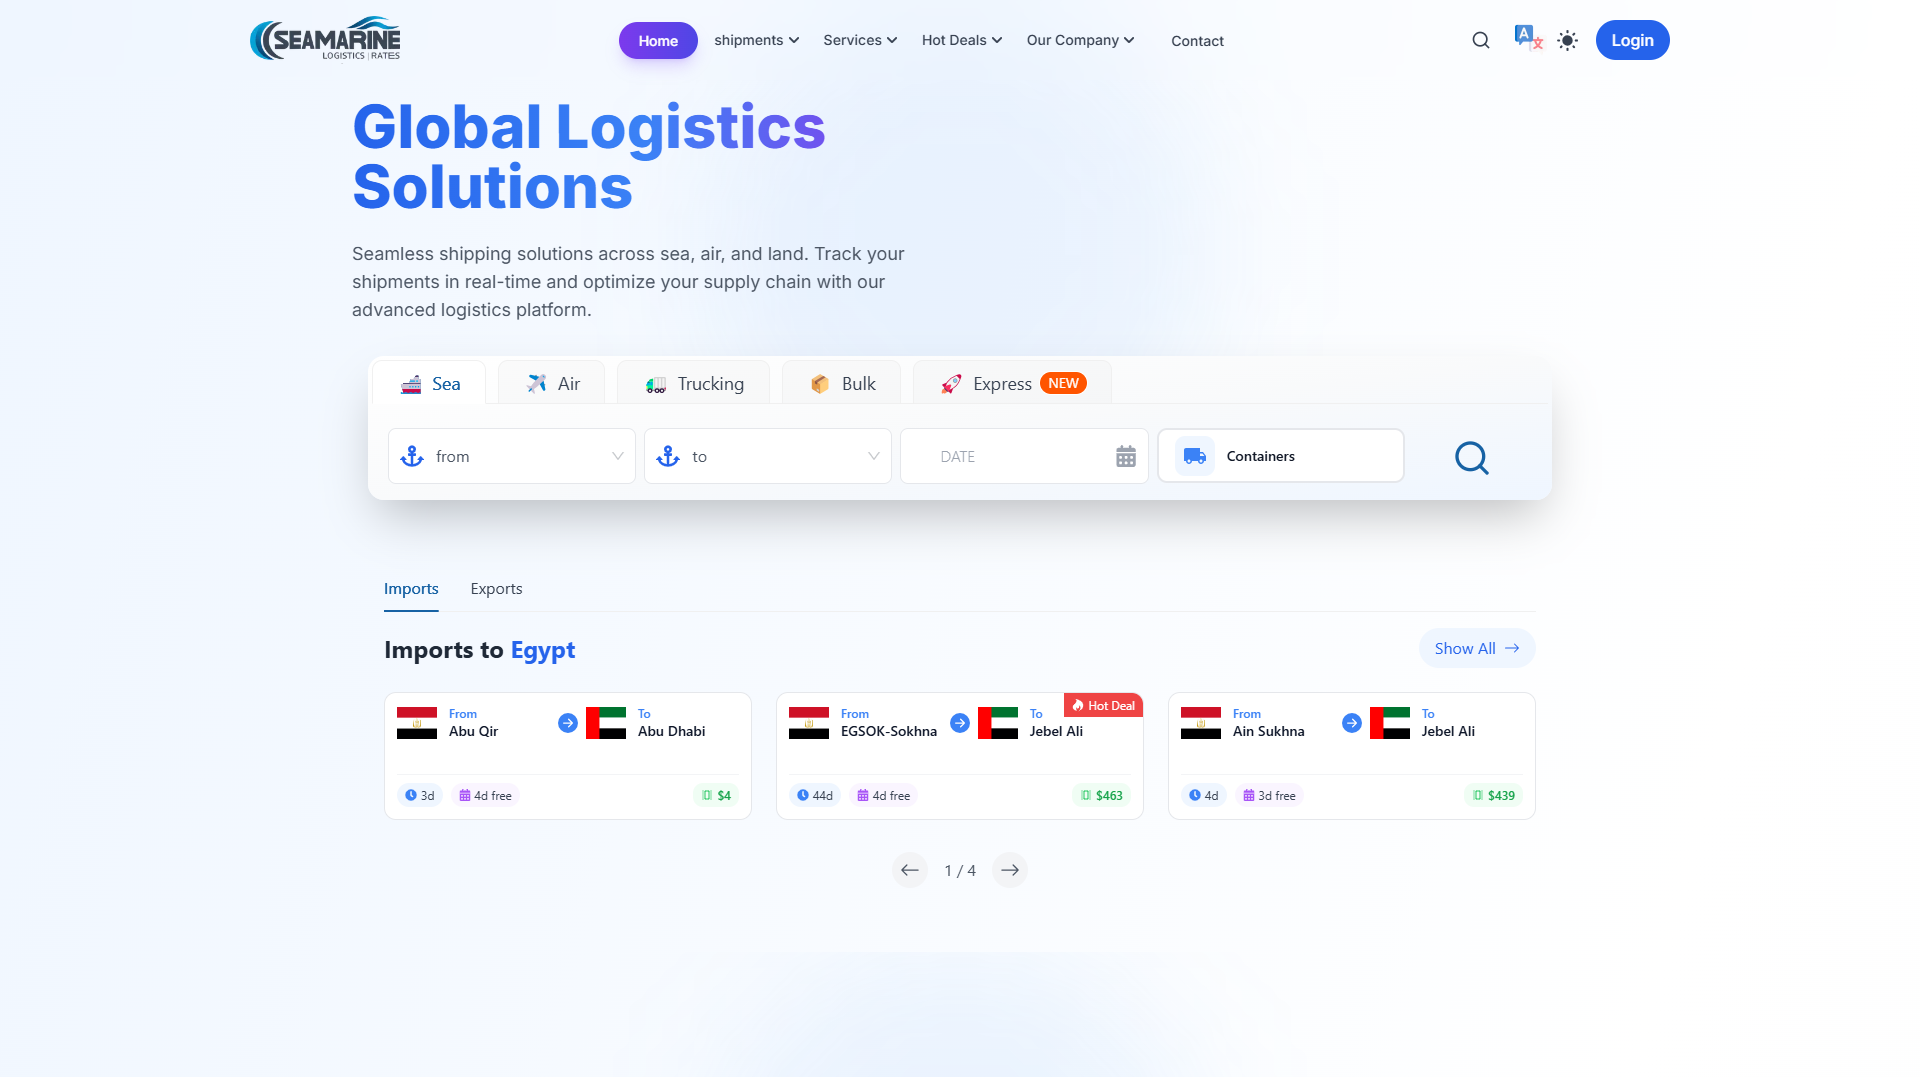 SEAMARINE
LOGISTICS | RATES
Home
shipments
Services
Hot Deals
Our Company
Contact
A
文
Login
Global Logistics
Solutions
Seamless shipping solutions across sea, air, and land. Track your
shipments in real-time and optimize your supply chain with our
advanced logistics platform.
Sea
Air
Trucking
Bulk
Express NEW
from
to
DATE
Containers
Imports
Exports
Imports to Egypt
Show All
From
Abu Qir
To
Abu Dhabi
3d
4d free
$4
Hot Deal
From
EGSOK-Sokhna
To
Jebel Ali
44d
4d free
$463
From
Ain Sukhna
To
Jebel Ali
4d
3d free
$439
1 / 4